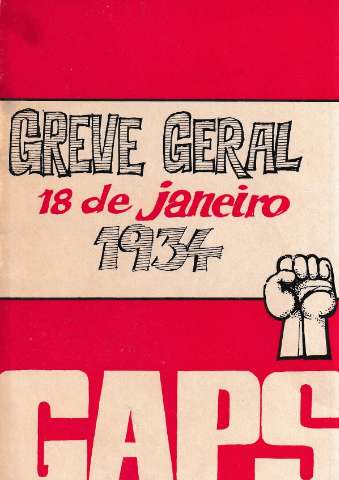 GREVE GERAL
18 de janeiro
1934
GAPS